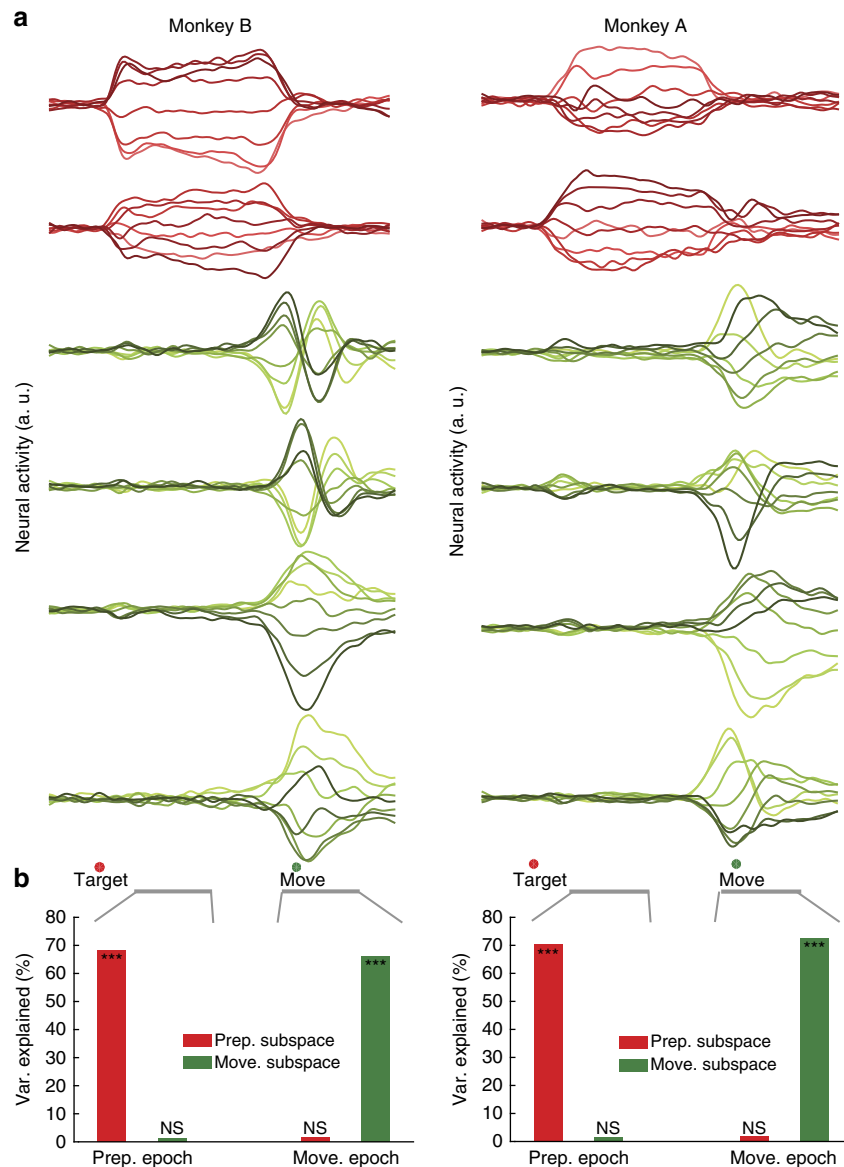 a
Monkey B
Monkey A
Neural activity (a. u.)
Neural activity (a. u.)
Target
Move
Target
Move
b
Var. explained (%)
80
70
60
50
40
30
20
10
0
***
NS
NS
***
Prep. subspace
Move. subspace
Prep. epoch
Move. epoch
Var. explained (%)
80
70
60
50
40
30
20
10
0
***
NS
NS
***
Prep. subspace
Move. subspace
Prep. epoch
Move. epoch